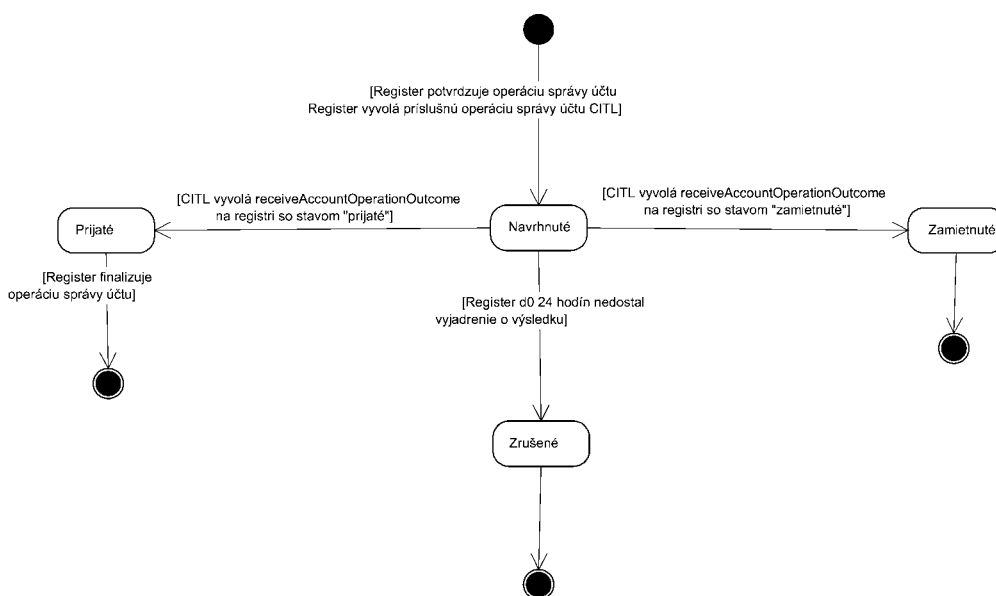 [Register potvrdzuje operáciu správy účtu
Register vyvolá príslušnú operáciu správy účtu CITL]
[CITL vyvolá receiveAccountOperationOutcome
na registri so stavom "prijaté"]
[CITL vyvolá receiveAccountOperationOutcome
na registri so stavom "zamietnuté"]
Prijaté
Navrhnuté
Zamietnuté
[Register finalizuje
operáciu správy účtu]
[Register d0 24 hodín nedostal
vyjadrenie o výsledku]
Zrušené